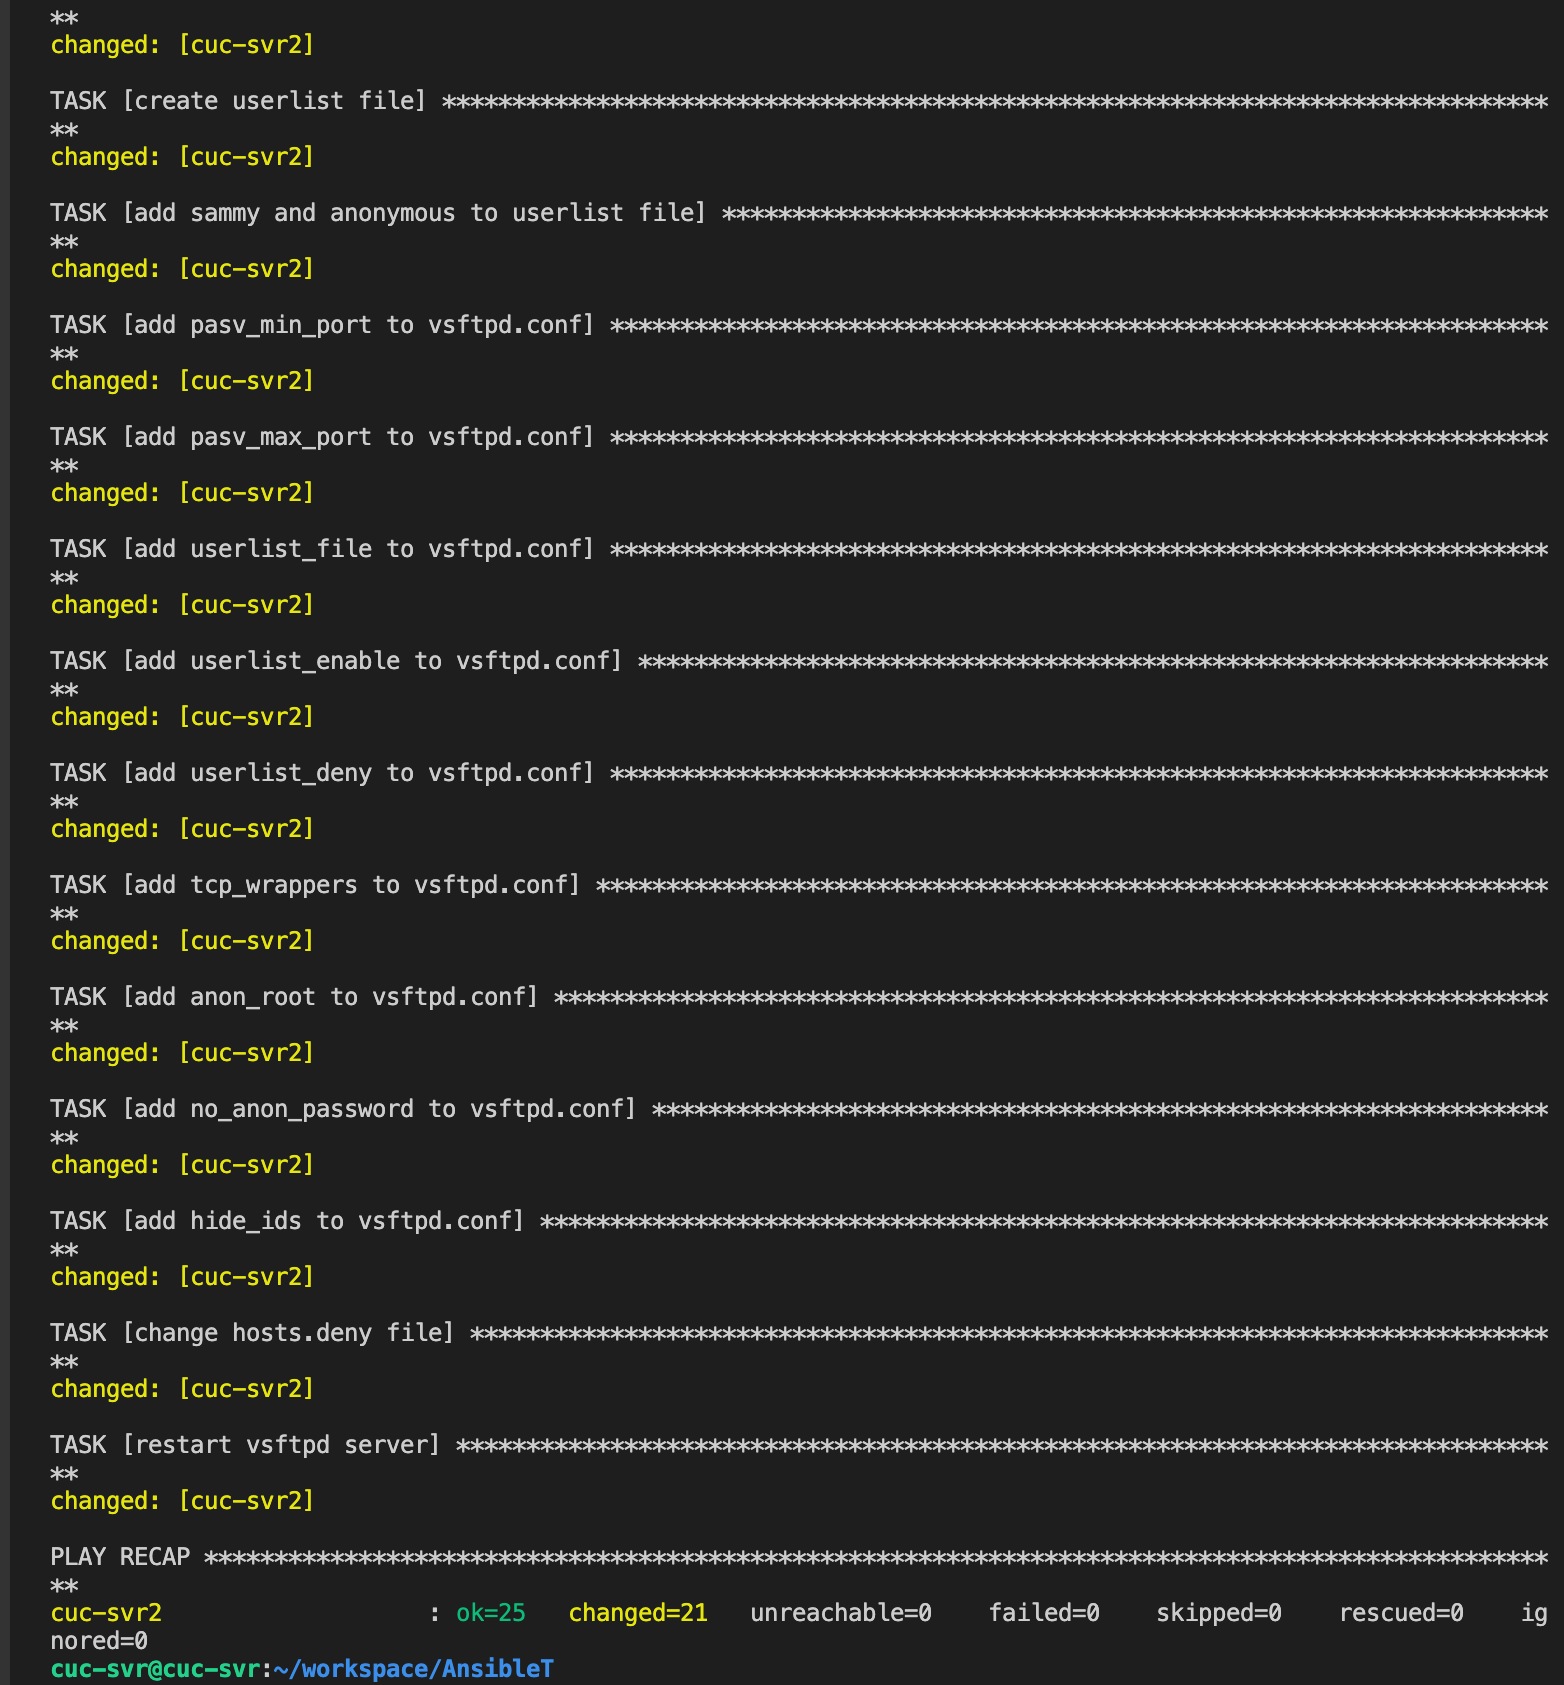 **
changed: [cuc-svr2]
TASK [create userlist file] *******************************************************************************
**
changed: [cuc-svr2]
TASK [add sammy and anonymous to userlist file] ***********************************************************
**
changed: [cuc-svr2]
TASK [add pasv_min_port to vsftpd.conf] *******************************************************************
**
changed: [cuc-svr2]
TASK [add pasv_max_port to vsftpd.conf] *******************************************************************
**
changed: [cuc-svr2]
TASK [add userlist_file to vsftpd.conf] *******************************************************************
**
changed: [cuc-svr2]
TASK [add userlist_enable to vsftpd.conf] *****************************************************************
**
changed: [cuc-svr2]
TASK [add userlist_deny to vsftpd.conf] *******************************************************************
**
changed: [cuc-svr2]
TASK [add tcp_wrappers to vsftpd.conf] ********************************************************************
**
changed: [cuc-svr2]
TASK [add anon_root to vsftpd.conf] ***********************************************************************
**
changed: [cuc-svr2]
TASK [add no_anon_password to vsftpd.conf] ****************************************************************
**
changed: [cuc-svr2]
TASK [add hide_ids to vsftpd.conf] ************************************************************************
**
changed: [cuc-svr2]
TASK [change hosts.deny file] *****************************************************************************
**
changed: [cuc-svr2]
TASK [restart vsftpd server] ******************************************************************************
**
changed: [cuc-svr2]
PLAY RECAP ************************************************************************************************
**
cuc-svr2                   : ok=25   changed=21   unreachable=0    failed=0    skipped=0    rescued=0    ig
nored=0
cuc-svr@cuc-svr:~/workspace/AnsibleT